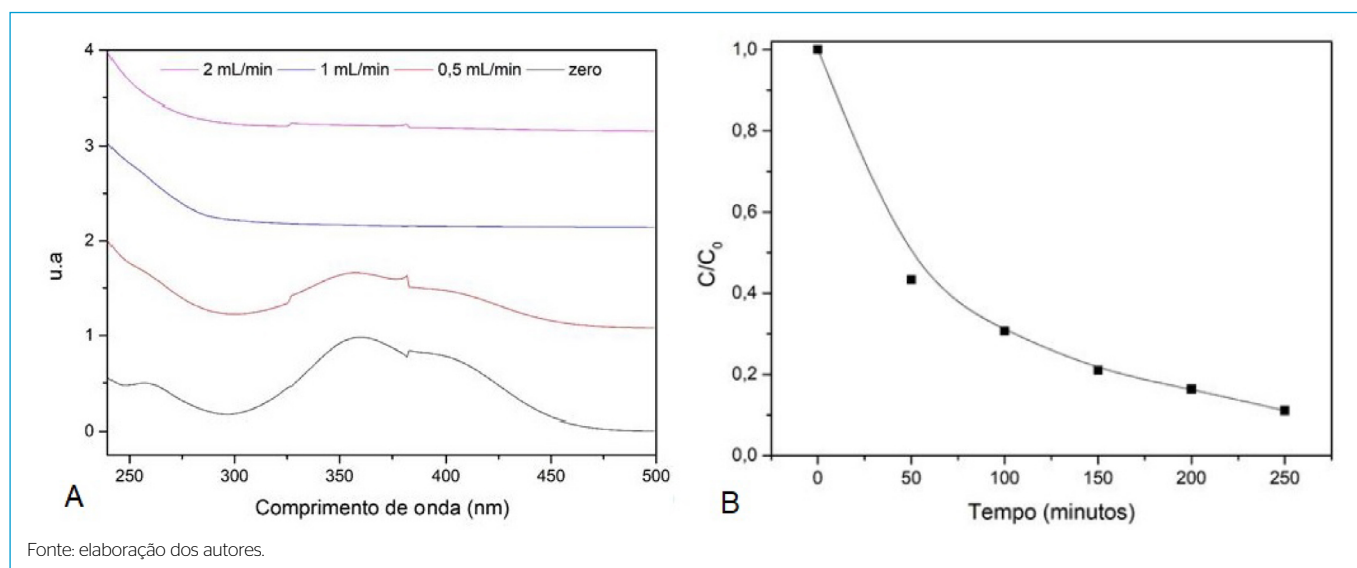 4
3
2
1
0
u.a
2 mL/min 1 mL/min 0,5 mL/min zero
250 300 350 400 450 500
Comprimento de onda (nm)
A
1,0
0,8
0,6
0,4
0,2
0,0
C/C₀
0 50 100 150 200 250
Tempo (minutos)
B
Fonte: elaboração dos autores.